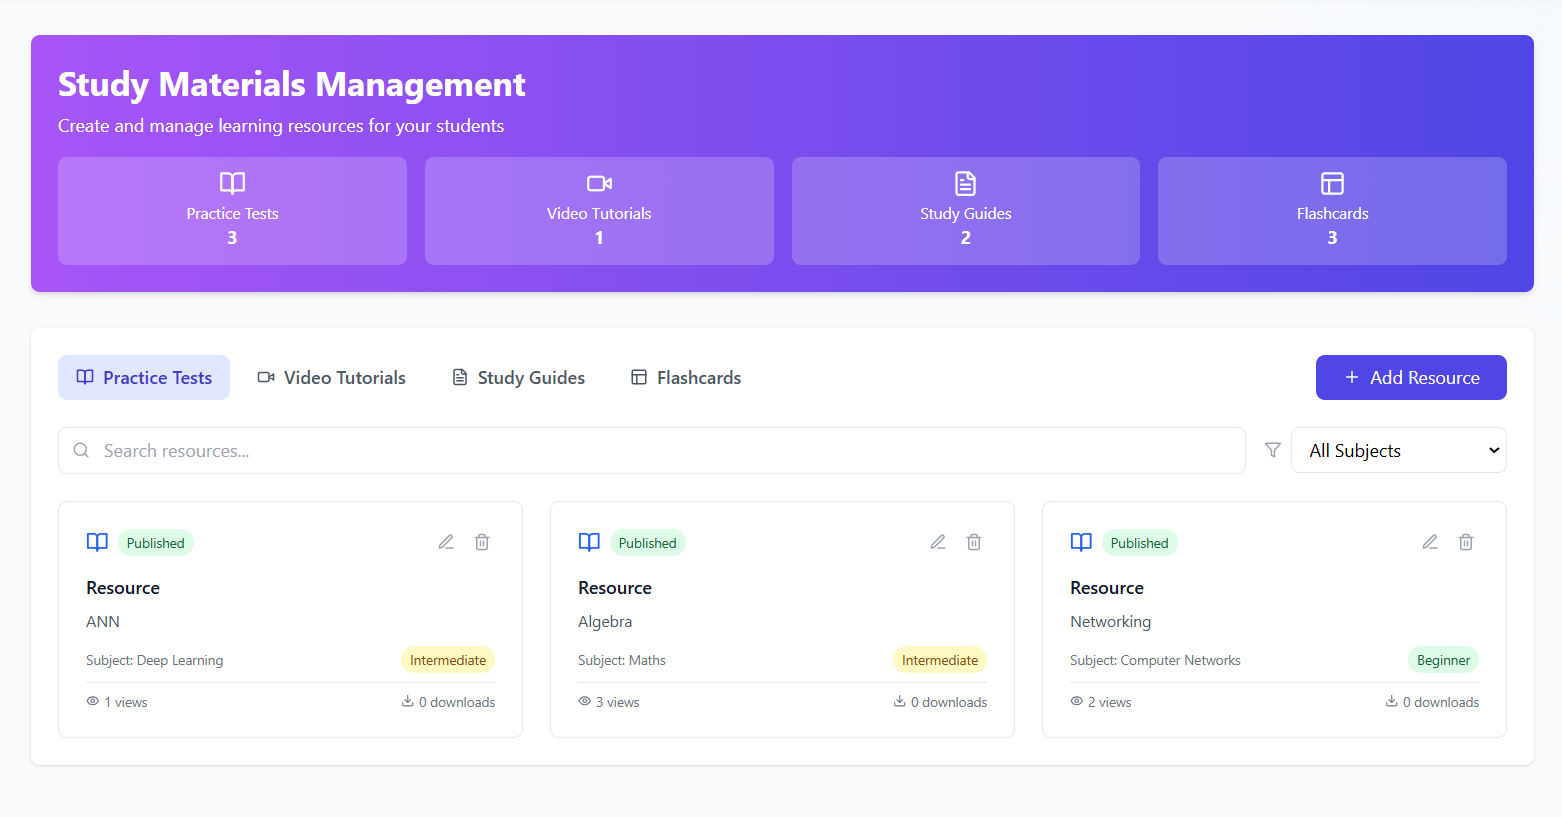 Study Materials Management
Create and manage learning resources for your students
Practice Tests
3
Video Tutorials
1
Study Guides
2
Flashcards
3
Practice Tests
Video Tutorials
Study Guides
Flashcards
+ Add Resource
Search resources...
All Subjects
Published
Resource
ANN
Subject: Deep Learning
Intermediate
1 views
0 downloads
Published
Resource
Algebra
Subject: Maths
Intermediate
3 views
0 downloads
Published
Resource
Networking
Subject: Computer Networks
Beginner
2 views
0 downloads